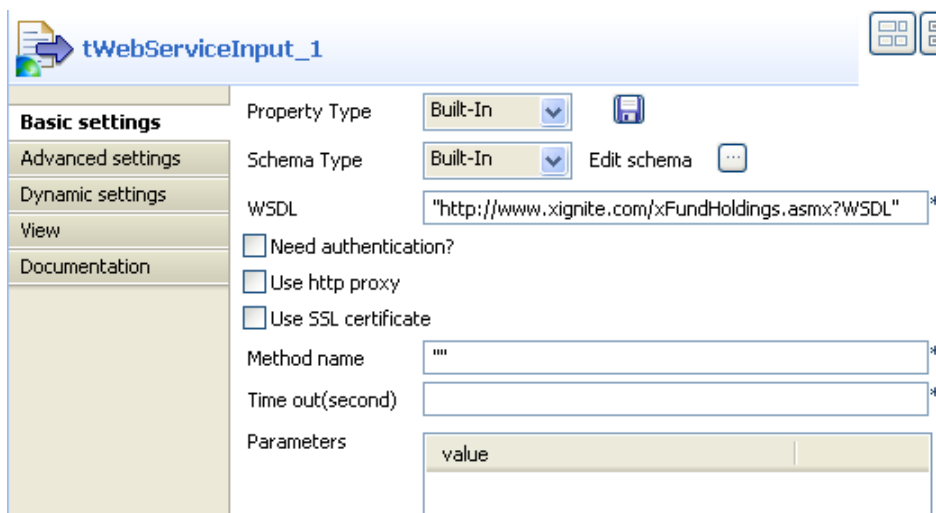 tWebServiceInput_1
Basic settings
Advanced settings
Dynamic settings
View
Documentation
Property Type Built-In
Schema Type Built-In Edit schema ...
WSDL "http://www.xignite.com/xFundHoldings.asmx?WSDL" *
Need authentication?
Use http proxy
Use SSL certificate
Method name "" *
Time out(second) *
Parameters
value